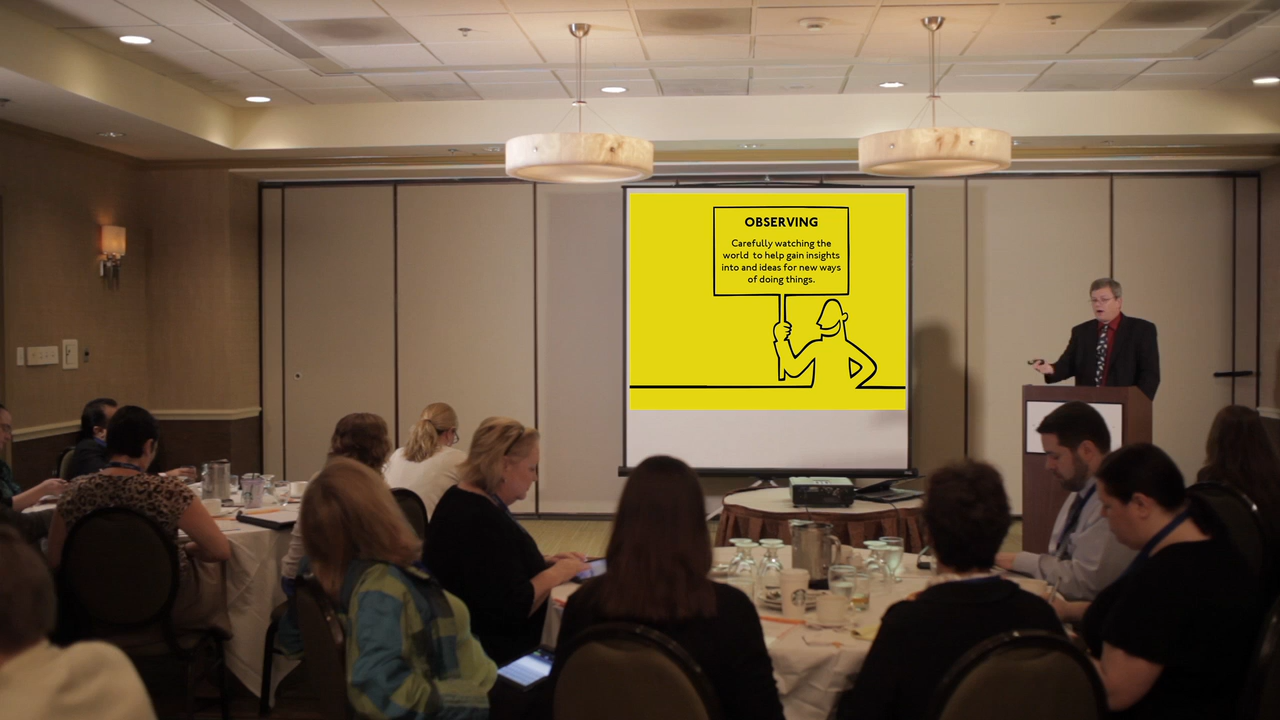 OBSERVING
Carefully watching the
world to help gain insights
into and ideas for new ways
of doing things.